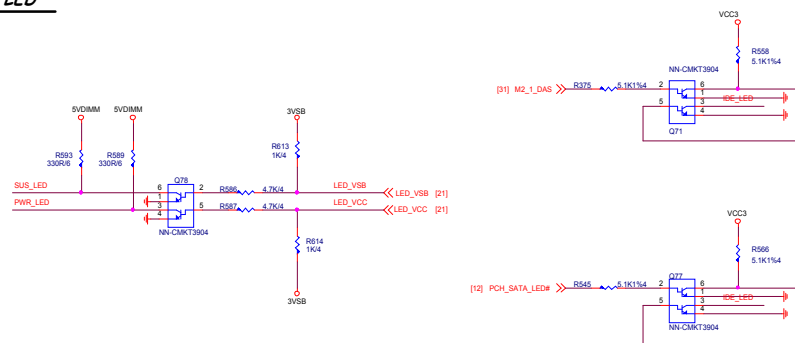 LED
VCC3
R558
5.1K1%4
NN-CMKT3904
[31] M2_1_DAS
R375
5.1K1%4
2
6
1
IDE_LED
5
3
4
Q71
5VDIMM
5VDIMM
3VSB
R593
330R/6
R589
330R/6
R613
1K/4
Q78
SUS_LED
6
2
R586
4.7K/4
LED_VSB
LED_VSB [21]
1
PWR_LED
3
5
R587
4.7K/4
LED_VCC
LED_VCC [21]
4
NN-CMKT3904
R614
1K/4
3VSB
VCC3
R566
5.1K1%4
Q77
[12] PCH_SATA_LED#
R545
5.1K1%4
2
6
1
IDE_LED
5
3
4
NN-CMKT3904